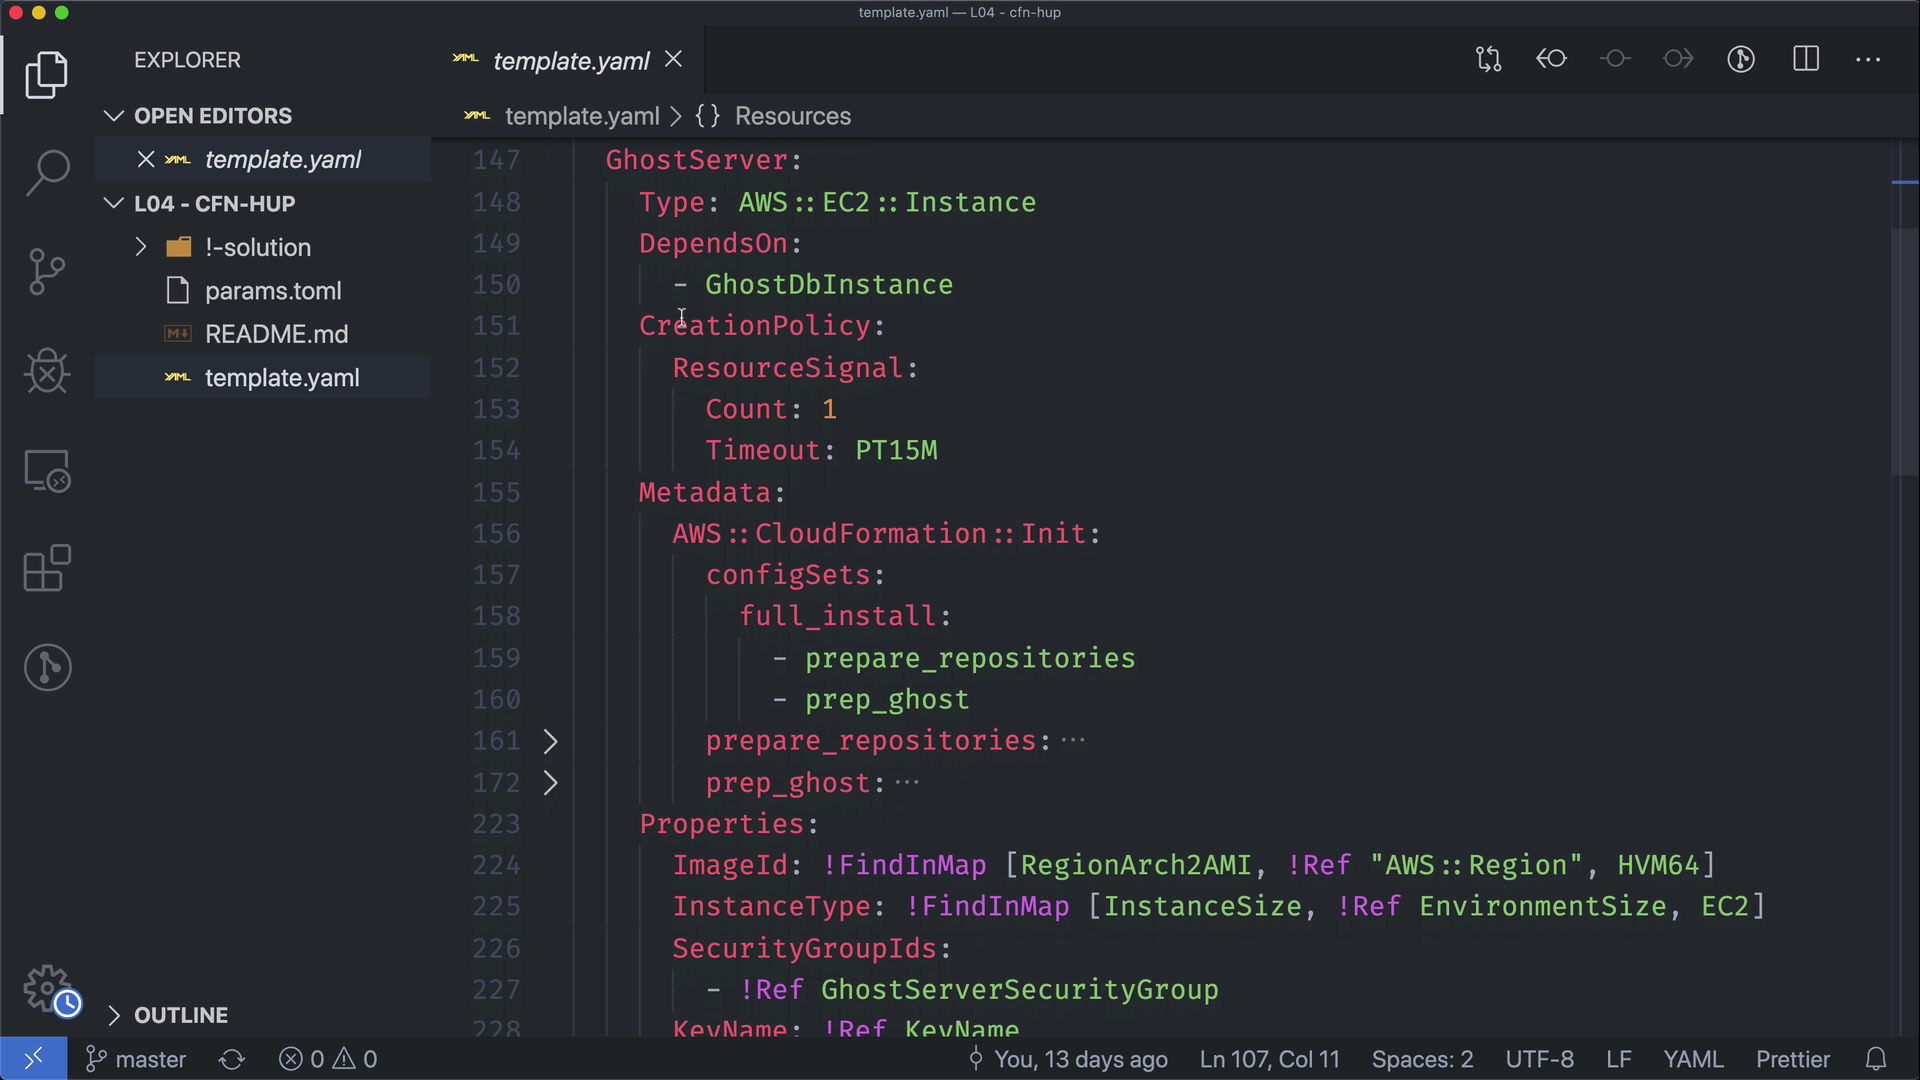 template.yaml — L04 - cfn-hup
EXPLORER
OPEN EDITORS
YAML template.yaml
L04 - CFN-HUP
!-solution
params.toml
README.md
YAML template.yaml
OUTLINE
YAML template.yaml
YAML template.yaml > {} Resources
147 GhostServer:
148 Type: AWS::EC2::Instance
149 DependsOn:
150 - GhostDbInstance
151 CreationPolicy:
152 ResourceSignal:
153 Count: 1
154 Timeout: PT15M
155 Metadata:
156 AWS::CloudFormation::Init:
157 configSets:
158 full_install:
159 - prepare_repositories
160 - prep_ghost
161 prepare_repositories: ...
172 prep_ghost: ...
223 Properties:
224 ImageId: !FindInMap [RegionArch2AMI, !Ref "AWS::Region", HVM64]
225 InstanceType: !FindInMap [InstanceSize, !Ref EnvironmentSize, EC2]
226 SecurityGroupIds:
227 - !Ref GhostServerSecurityGroup
228 KeyName: !Ref KeyName
master 0 0 You, 13 days ago Ln 107, Col 11 Spaces: 2 UTF-8 LF YAML Prettier